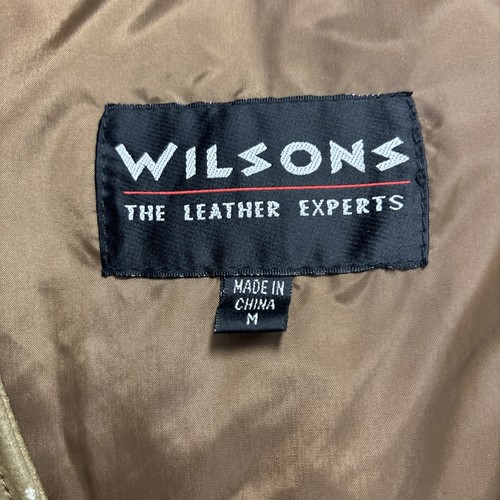 WILSONS
THE LEATHER EXPERTS
MADE IN
CHINA
M